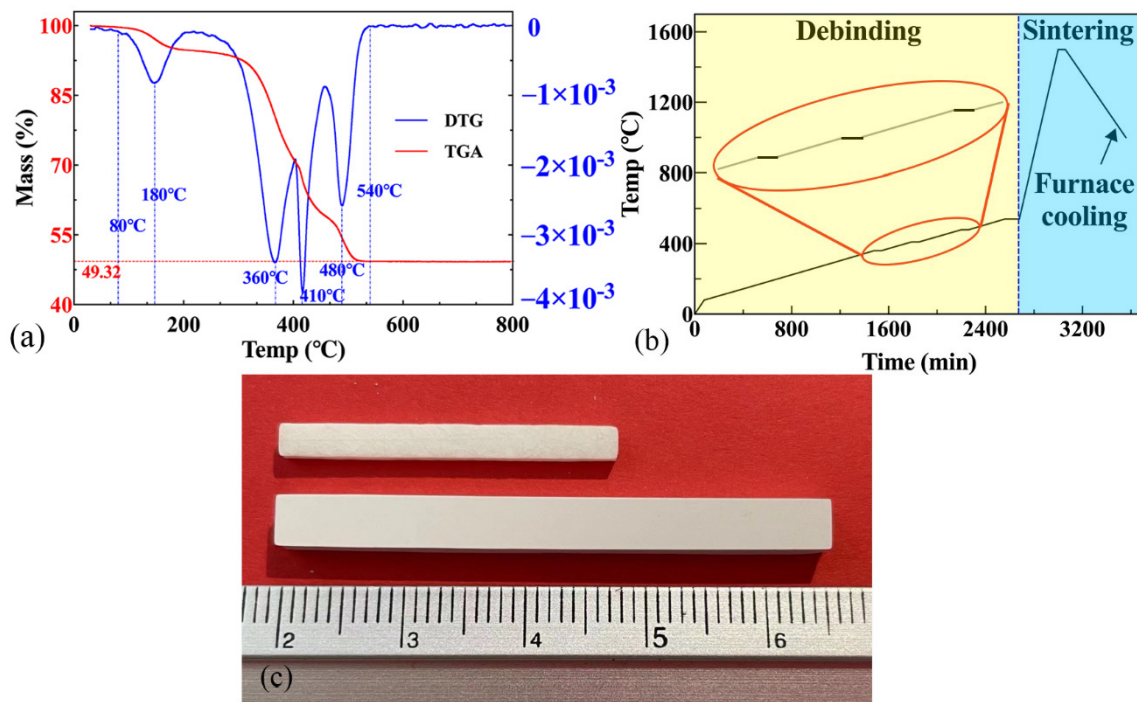 100
85
70
55
40
Mass (%)
49.32
80℃
180℃
360℃
410℃
480℃
540℃
DTG
TGA
0
−1×10⁻³
−2×10⁻³
−3×10⁻³
−4×10⁻³
0 200 400 600 800
Temp (℃)
(a)
Debinding
Sintering
1600
1200
800
400
0
Temp (℃)
Furnace
cooling
800 1600 2400 3200
Time (min)
(b)
2 3 4 5 6
(c)